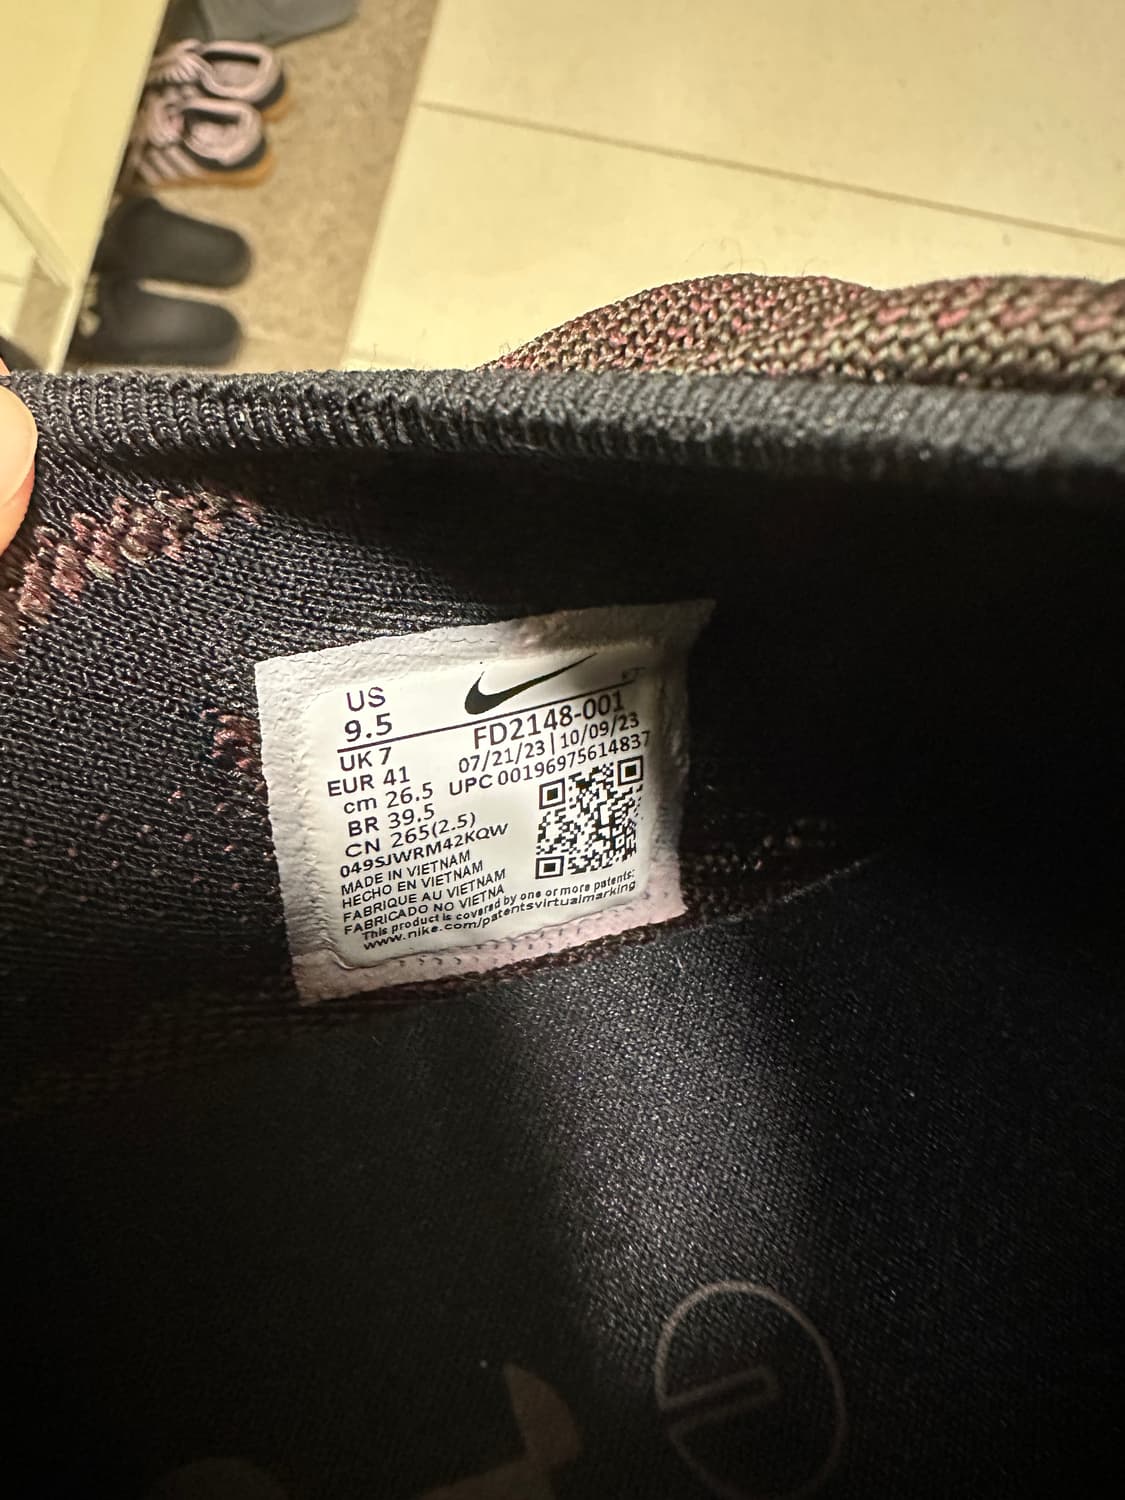 US
9.5
UK 7
EUR 41
cm 26.5
BR 39.5
CN 265(2.5)
FD2148-001
07/21/23|10/09/23
UPC 00196975614837
049SJWRM42KQW
MADE IN VIETNAM
HECHO EN VIETNAM
FABRIQUE AU VIETNAM
FABRICADO NO VIETNA
This product is covered by one or more patents:
www.nike.com/patentsvirtualmarking